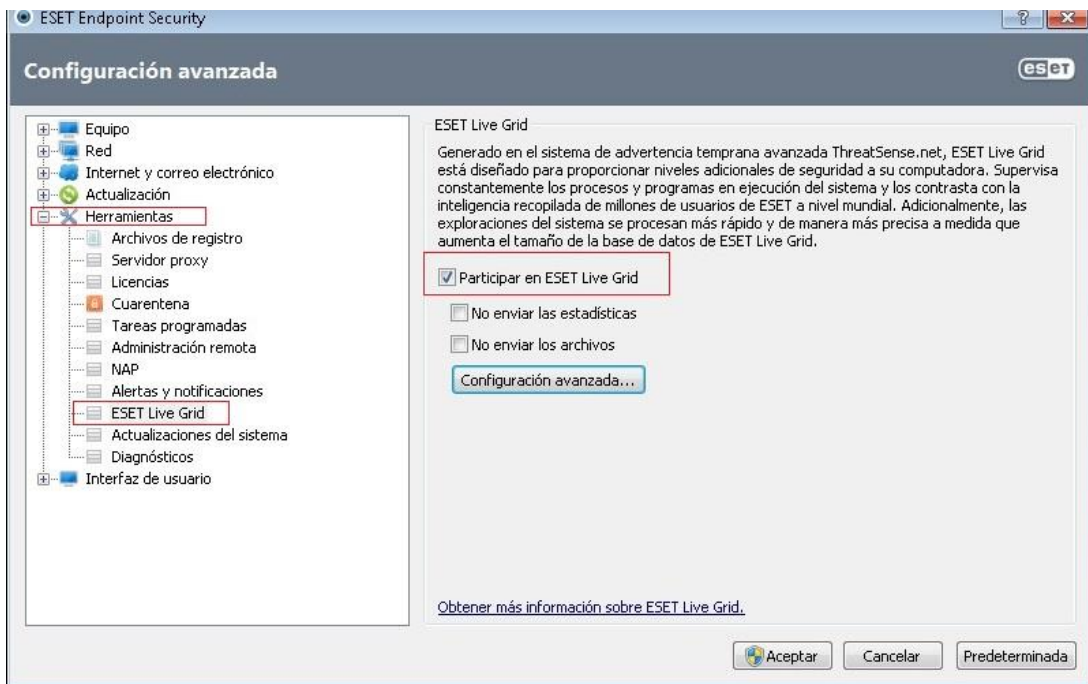 ESET Endpoint Security
Configuración avanzada
eset
Equipo
Red
Internet y correo electrónico
Actualización
Herramientas
Archivos de registro
Servidor proxy
Licencias
Cuarentena
Tareas programadas
Administración remota
NAP
Alertas y notificaciones
ESET Live Grid
Actualizaciones del sistema
Diagnósticos
Interfaz de usuario
ESET Live Grid
Generado en el sistema de advertencia temprana avanzada ThreatSense.net, ESET Live Grid
está diseñado para proporcionar niveles adicionales de seguridad a su computadora. Supervisa
constantemente los procesos y programas en ejecución del sistema y los contrasta con la
inteligencia recopilada de millones de usuarios de ESET a nivel mundial. Adicionalmente, las
exploraciones del sistema se procesan más rápido y de manera más precisa a medida que
aumenta el tamaño de la base de datos de ESET Live Grid.
Participar en ESET Live Grid
No enviar las estadísticas
No enviar los archivos
Configuración avanzada...
Obtener más información sobre ESET Live Grid.
Aceptar
Cancelar
Predeterminada